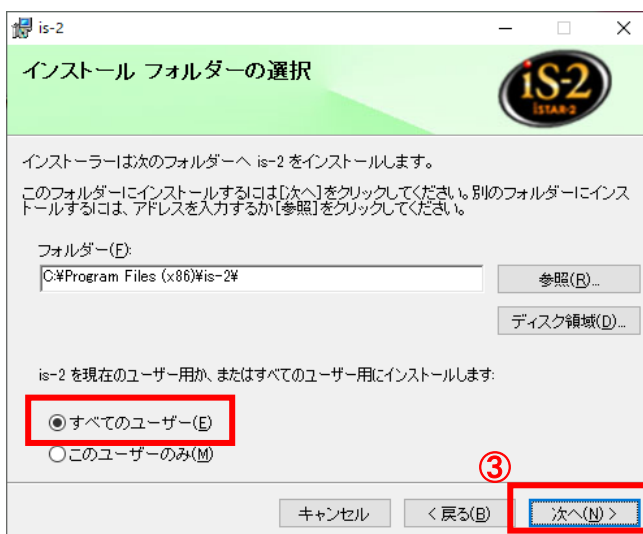 is-2
インストール フォルダーの選択
iS-2
iSTAR-2
インストーラーは次のフォルダーへ is-2 をインストールします。
このフォルダーにインストールするには[次へ]をクリックしてください。別のフォルダーにインス
トールするには、アドレスを入力するか[参照]をクリックしてください。
フォルダー(F):
C:¥Program Files (x86)¥is-2¥
参照(R)...
ディスク領域(D)...
is-2 を現在のユーザー用か、またはすべてのユーザー用にインストールします:
すべてのユーザー(E)
このユーザーのみ(M)
③
キャンセル
< 戻る(B)
次へ(N) >